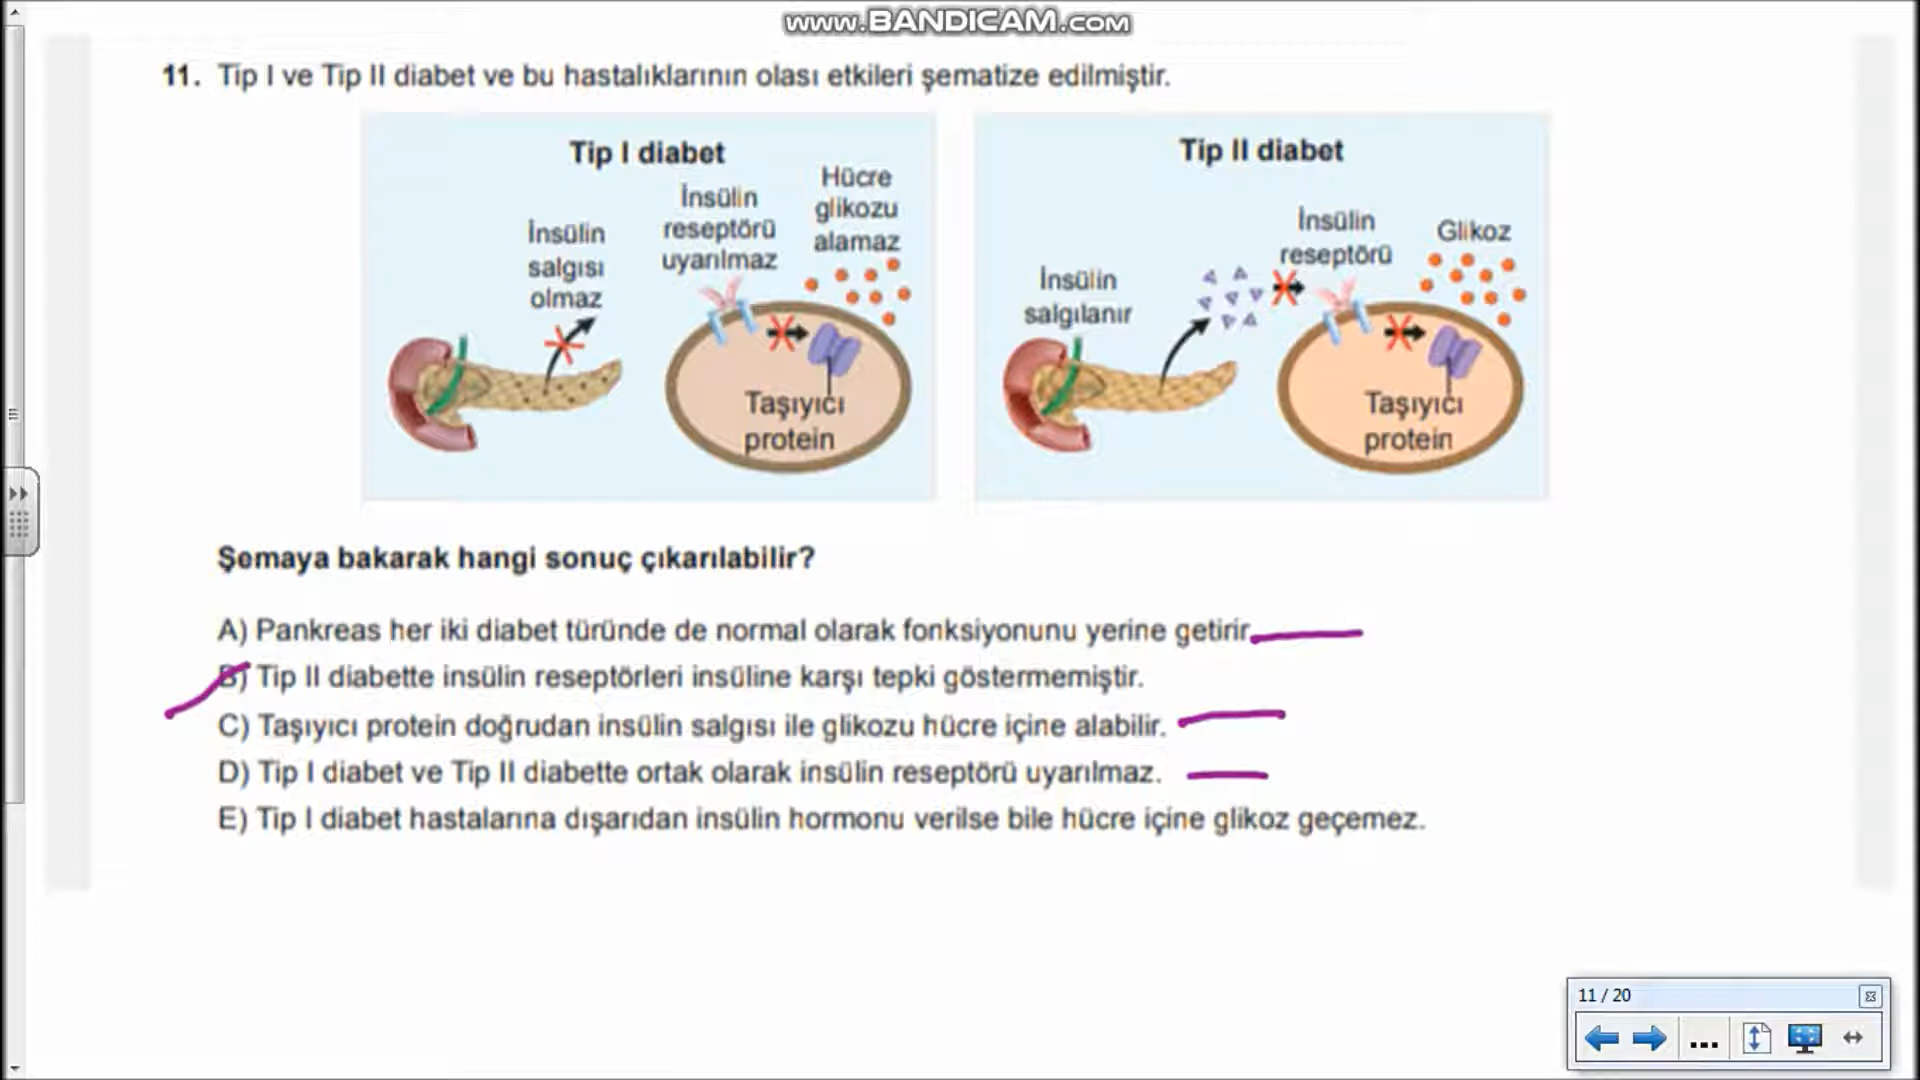 www.BANDICAM.com
11. Tip I ve Tip II diabet ve bu hastalıklarının olası etkileri şematize edilmiştir.
Tip I diabet
İnsülin
salgısı
olmaz
İnsülin
reseptörü
uyarılmaz
Hücre
glikozu
alamaz
Taşıyıcı
protein
Tip II diabet
İnsülin
salgılanır
İnsülin
reseptörü
Glikoz
Taşıyıcı
protein
Şemaya bakarak hangi sonuç çıkarılabilir?
A) Pankreas her iki diabet türünde de normal olarak fonksiyonunu yerine getirir.
B) Tip II diabette insülin reseptörleri insüline karşı tepki göstermemiştir.
C) Taşıyıcı protein doğrudan insülin salgısı ile glikozu hücre içine alabilir.
D) Tip I diabet ve Tip II diabette ortak olarak insülin reseptörü uyarılmaz.
E) Tip I diabet hastalarına dışarıdan insülin hormonu verilse bile hücre içine glikoz geçemez.
11 / 20
...